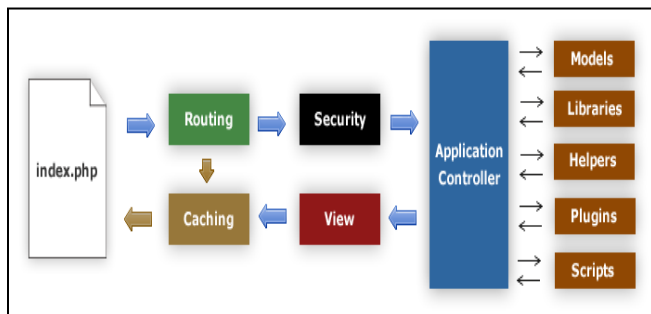 index.php
Routing
Security
Caching
View
Application
Controller
Models
Libraries
Helpers
Plugins
Scripts